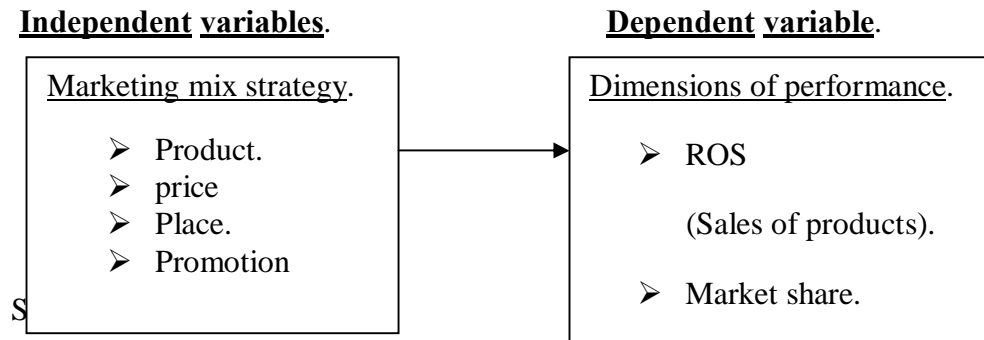 Independent variables.
Dependent variable.
Marketing mix strategy.
➢ Product.
➢ price
➢ Place.
➢ Promotion
Dimensions of performance.
➢ ROS
(Sales of products).
➢ Market share.
S